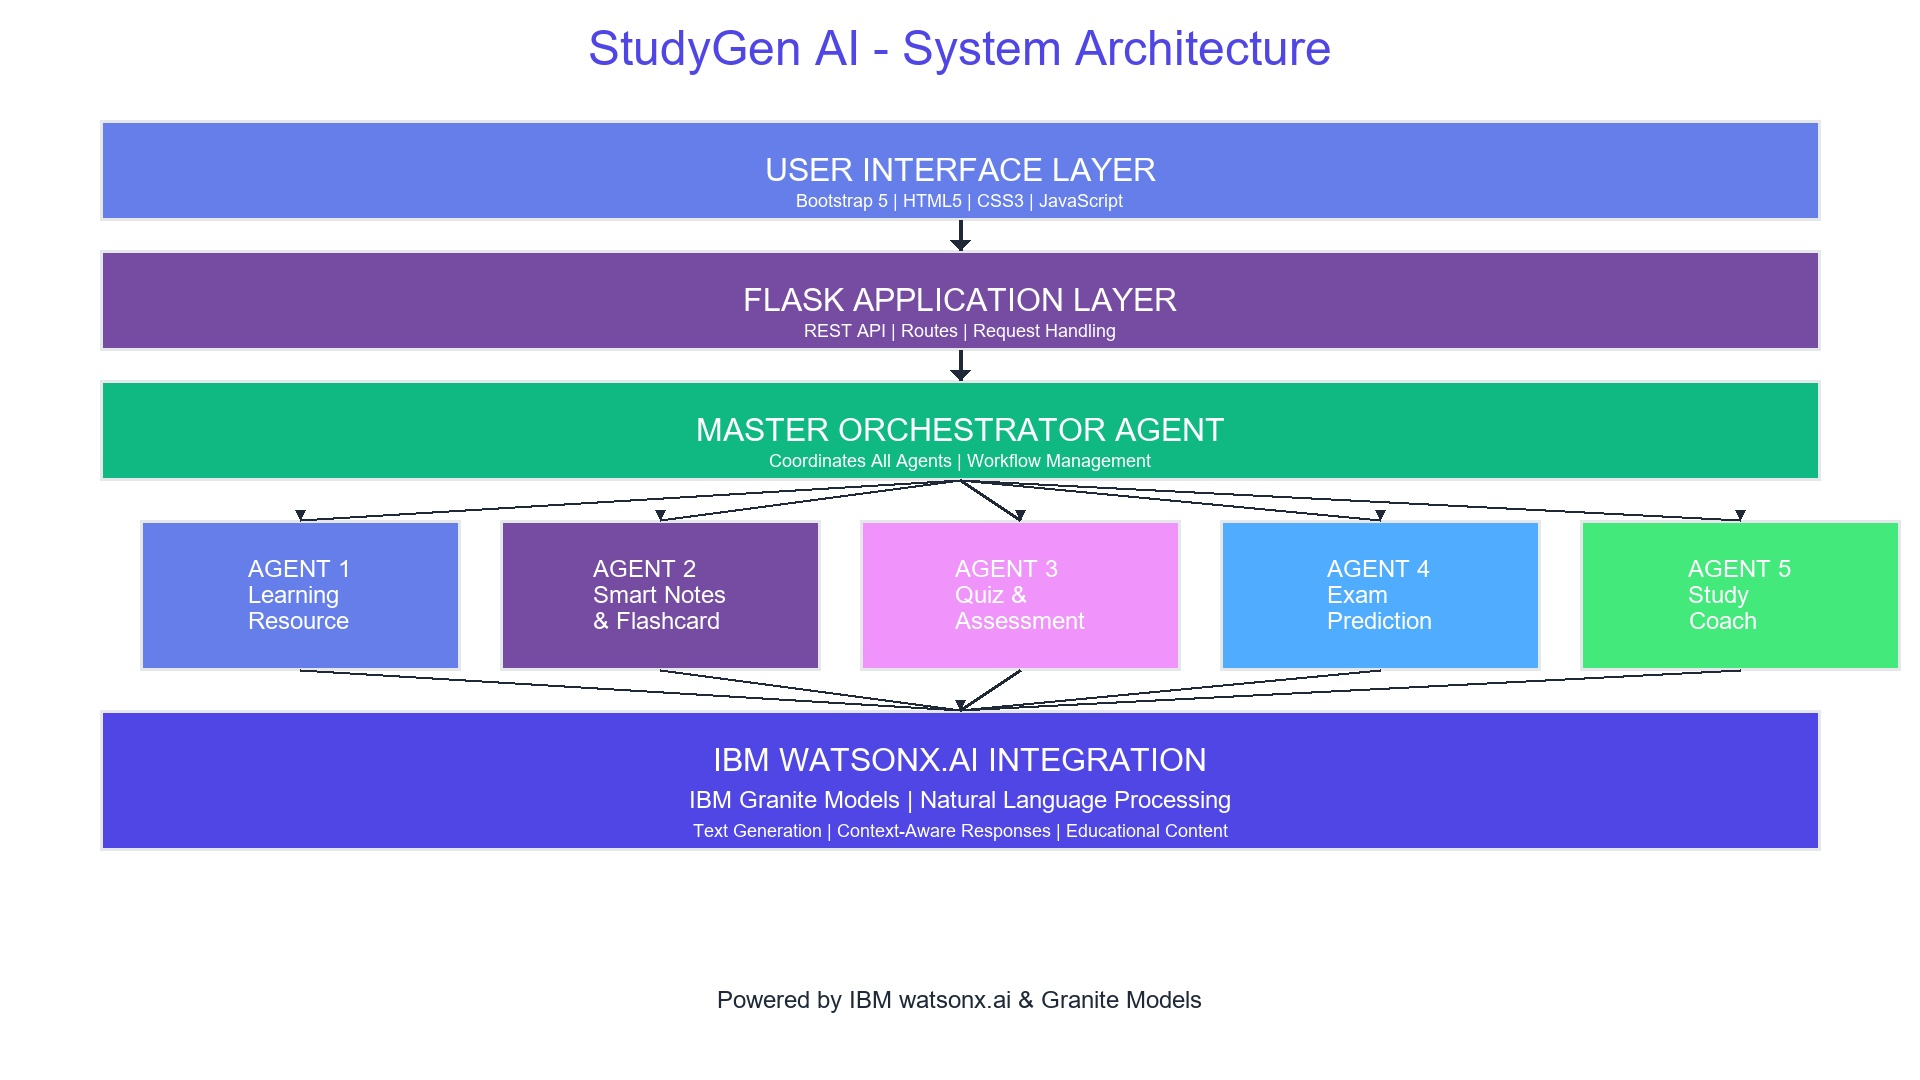 StudyGen AI - System Architecture
USER INTERFACE LAYER
Bootstrap 5 | HTML5 | CSS3 | JavaScript
FLASK APPLICATION LAYER
REST API | Routes | Request Handling
MASTER ORCHESTRATOR AGENT
Coordinates All Agents | Workflow Management
AGENT 1
Learning
Resource
AGENT 2
Smart Notes
& Flashcard
AGENT 3
Quiz &
Assessment
AGENT 4
Exam
Prediction
AGENT 5
Study
Coach
IBM WATSONX.AI INTEGRATION
IBM Granite Models | Natural Language Processing
Text Generation | Context-Aware Responses | Educational Content
Powered by IBM watsonx.ai & Granite Models